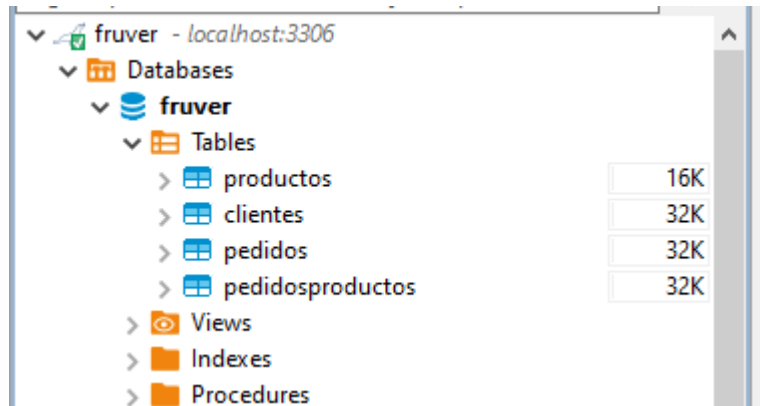 fruver - localhost:3306
Databases
fruver
Tables
productos 16K
clientes 32K
pedidos 32K
pedidosproductos 32K
Views
Indexes
Procedures